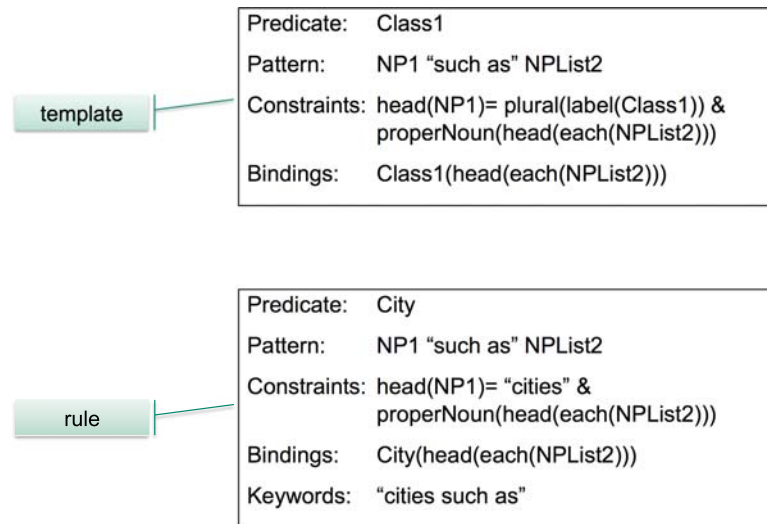 Predicate: Class1
Pattern: NP1 “such as” NPList2
template
Constraints: head(NP1)= plural(label(Class1)) &
properNoun(head(each(NPList2)))
Bindings: Class1(head(each(NPList2)))
Predicate: City
Pattern: NP1 “such as” NPList2
rule
Constraints: head(NP1)= “cities” &
properNoun(head(each(NPList2)))
Bindings: City(head(each(NPList2)))
Keywords: “cities such as”